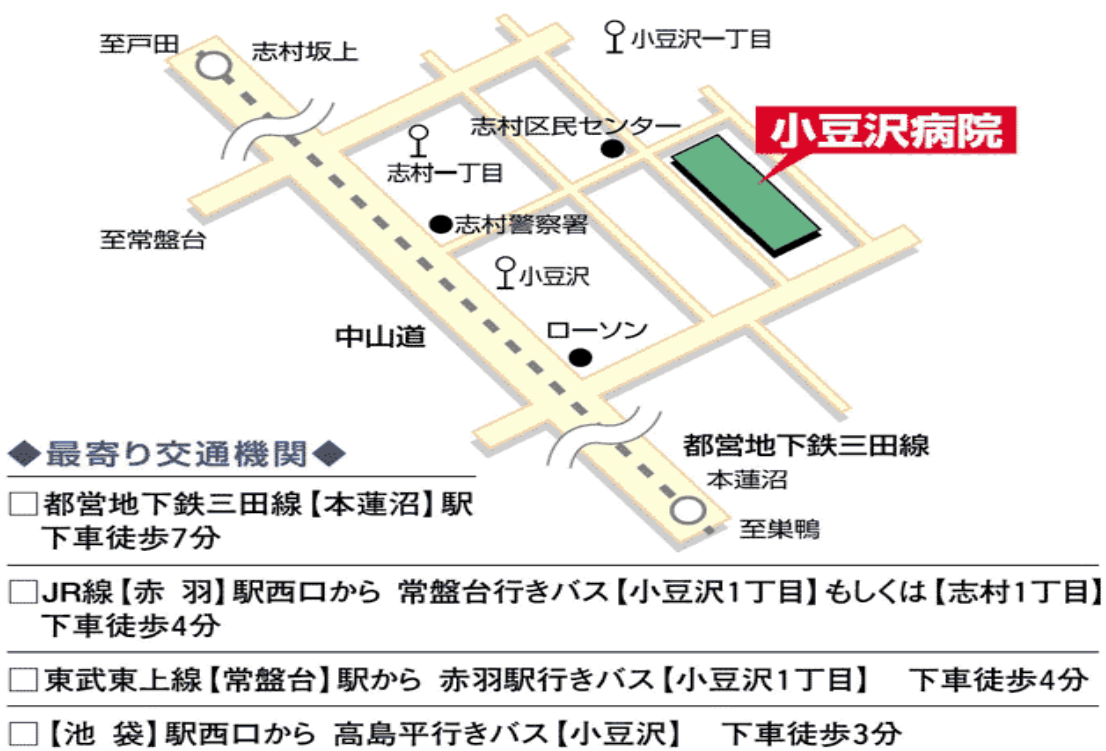 至戸田
志村坂上
小豆沢一丁目
志村区民センター
小豆沢病院
志村一丁目
志村警察署
至常盤台
小豆沢
中山道
ローソン
都営地下鉄三田線
本蓮沼
至巣鴨
◆最寄り交通機関◆
□都営地下鉄三田線【本蓮沼】駅
下車徒歩7分
□JR線【赤 羽】駅西口から 常盤台行きバス【小豆沢1丁目】もしくは【志村1丁目】
下車徒歩4分
□東武東上線【常盤台】駅から 赤羽駅行きバス【小豆沢1丁目】 下車徒歩4分
□【池 袋】駅西口から 高島平行きバス【小豆沢】 下車徒歩3分